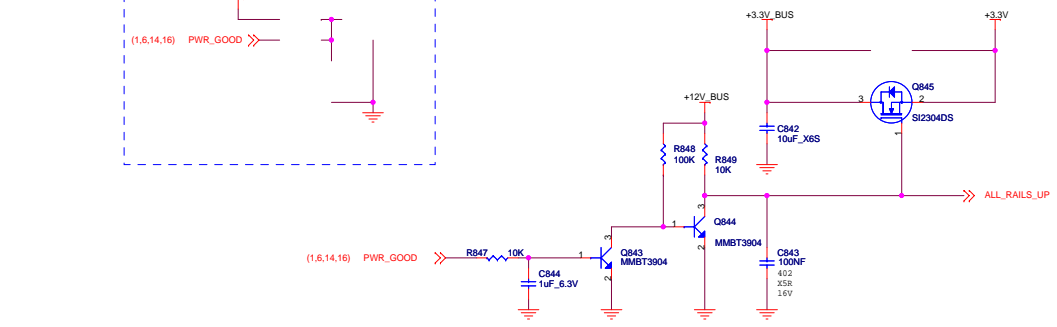 +3.3V_BUS
+3.3V
(1,6,14,16) PWR_GOOD
Q845
3
2
SI2304DS
1
+12V_BUS
C842
10uF_X6S
R848
100K
R849
10K
ALL_RAILS_UP
3
1
Q844
MMBT3904
2
(1,6,14,16) PWR_GOOD
R847
10K
3
1
Q843
MMBT3904
2
C844
1uF_6.3V
C843
100NF
402
X5R
16V